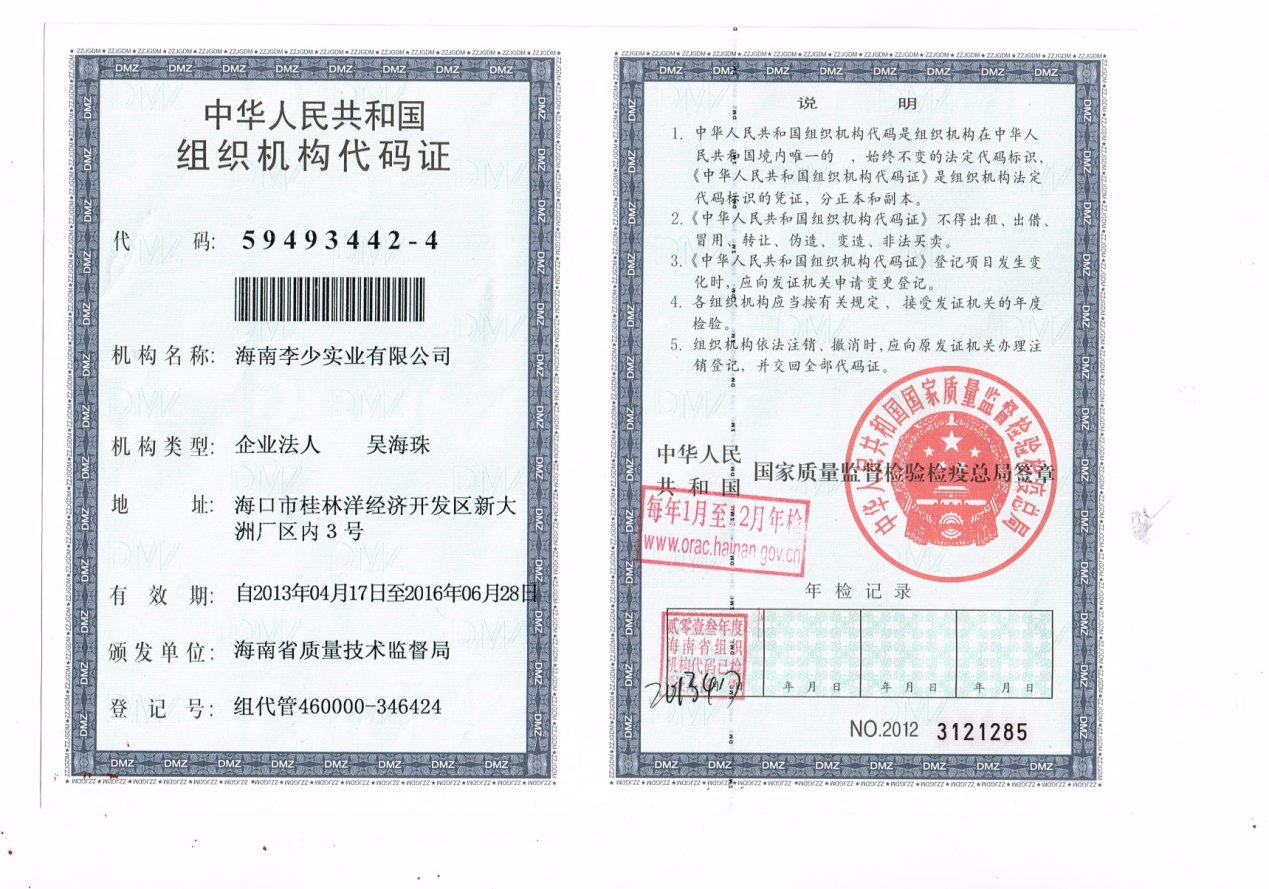 中华人民共和国
组织机构代码证
代 码: 59493442-4
机构名称: 海南李少实业有限公司
机构类型: 企业法人 吴海珠
地 址: 海口市桂林洋经济开发区新大
洲厂区内3号
有 效 期: 自2013年04月17日至2016年06月28日
颁发单位: 海南省质量技术监督局
登 记 号: 组代管460000-346424
说 明
1. 中华人民共和国组织机构代码是组织机构在中华人
民共和国境内唯一的 ,始终不变的法定代码标识,
《中华人民共和国组织机构代码证》是组织机构法定
代码标识的凭证,分正本和副本。
2.《中华人民共和国组织机构代码证》不得出租、出借、
冒用、转让、伪造、变造、非法买卖。
3.《中华人民共和国组织机构代码证》登记项目发生变
化时,应向发证机关申请变更登记。
4. 各组织机构应当按有关规定,接受发证机关的年度
检验。
5. 组织机构依法注销、撤消时,应向原发证机关办理注
销登记,并交回全部代码证。
中华人民
共和国
国家质量监督检验检疫总局签章
中华人民共和国国家质量监督检验检疫总局
每年1月至12月年检
www.orac.hainan.gov.cn
年检记录
贰零壹叁年度
海南省组织
机构代码已检
年 月 日
年 月 日
年 月 日
NO.2012 3121285